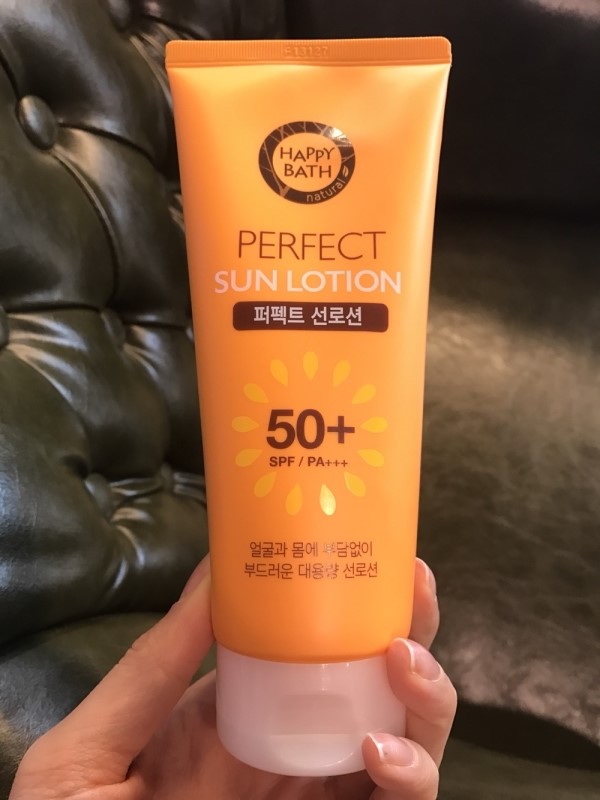 HAPPY
BATH
natural
PERFECT
SUN LOTION
퍼펙트 선로션
50+
SPF / PA+++
얼굴과 몸에 부담없이
부드러운 대용량 선로션